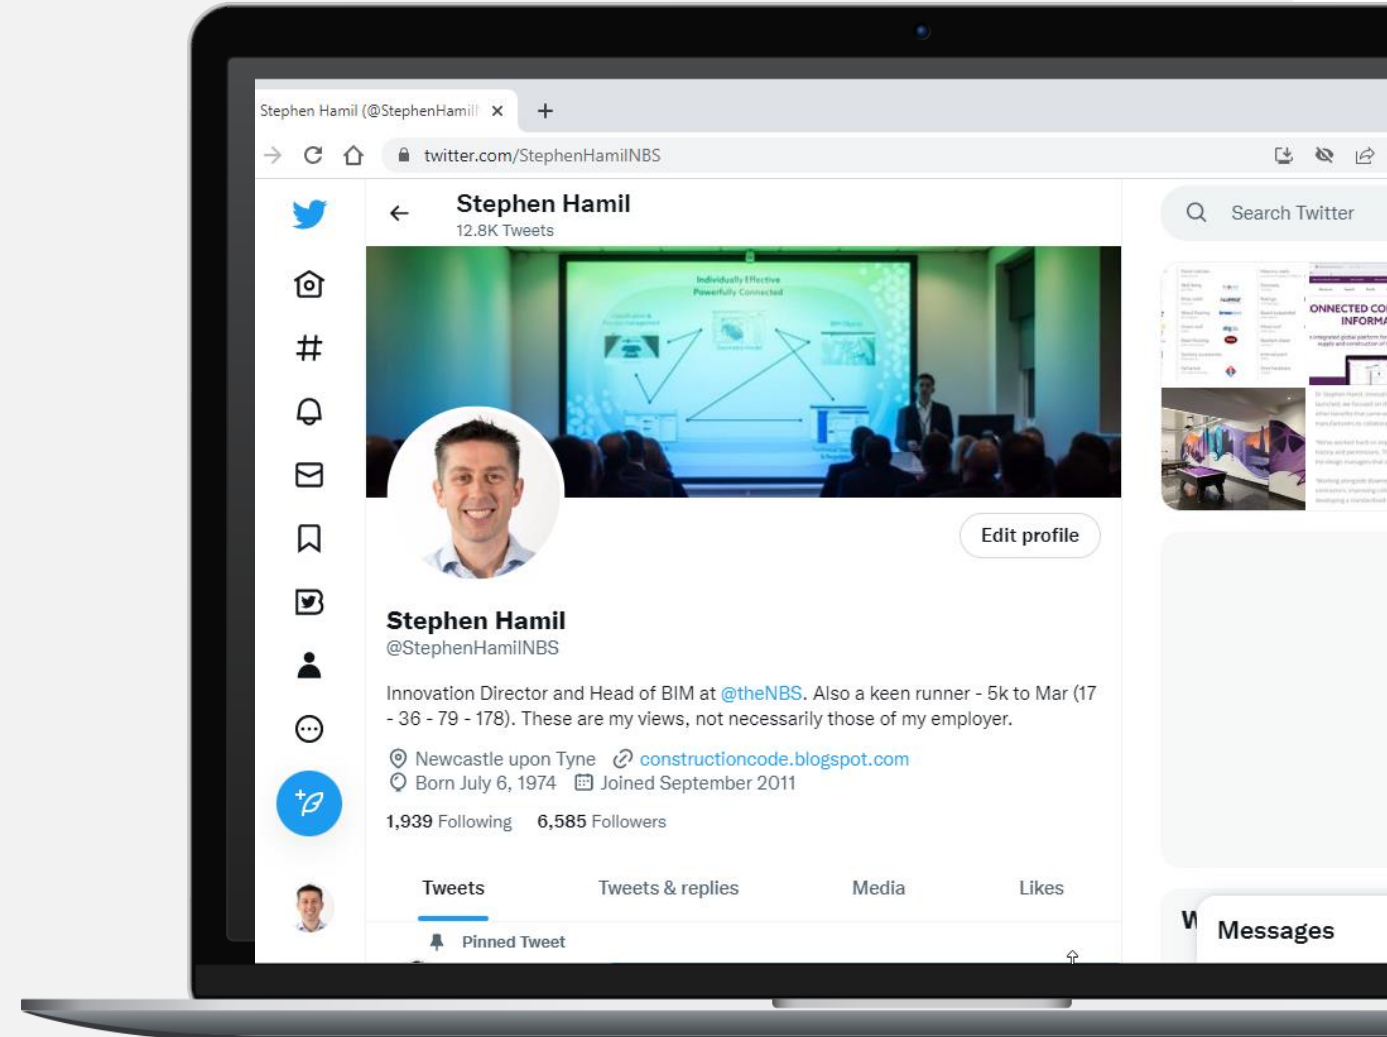 Stephen Hamil (@StephenHamil
twitter.com/StephenHamilNBS
Stephen Hamil
12.8K Tweets
Search Twitter
Individually Effective
Powerfully Connected
ONNECTED CO
INFORMA
Edit profile
Stephen Hamil
@StephenHamilNBS
Innovation Director and Head of BIM at @theNBS. Also a keen runner - 5k to Mar (17
- 36 - 79 - 178). These are my views, not necessarily those of my employer.
Newcastle upon Tyne constructioncode.blogspot.com
Born July 6, 1974 Joined September 2011
1,939 Following 6,585 Followers
Tweets Tweets & replies Media Likes
Pinned Tweet
W
Messages